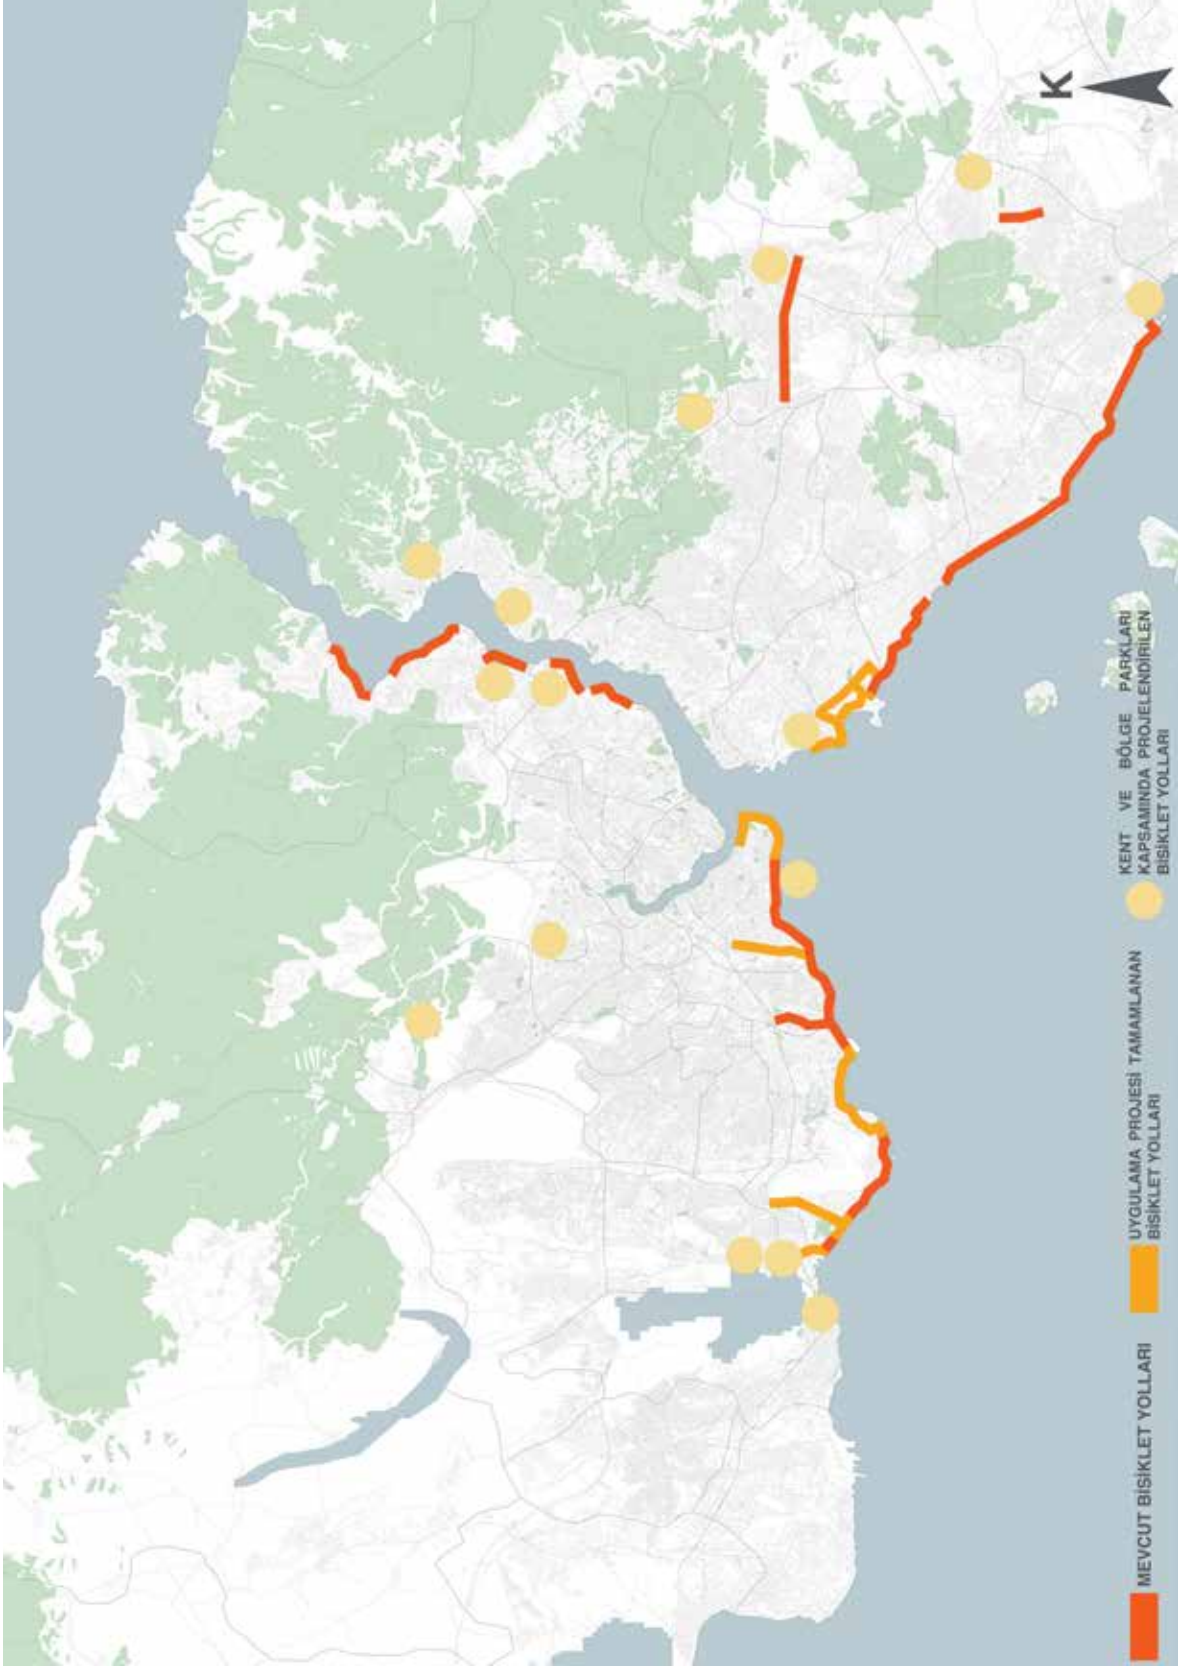 K
MEVCUT BİSİKLET YOLLARI
UYGULAMA PROJESİ TAMAMLANAN
BİSİKLET YOLLARI
KENT VE BÖLGE PARKLARI
KAPSAMINDA PROJELENDİRİLEN
BİSİKLET YOLLARI